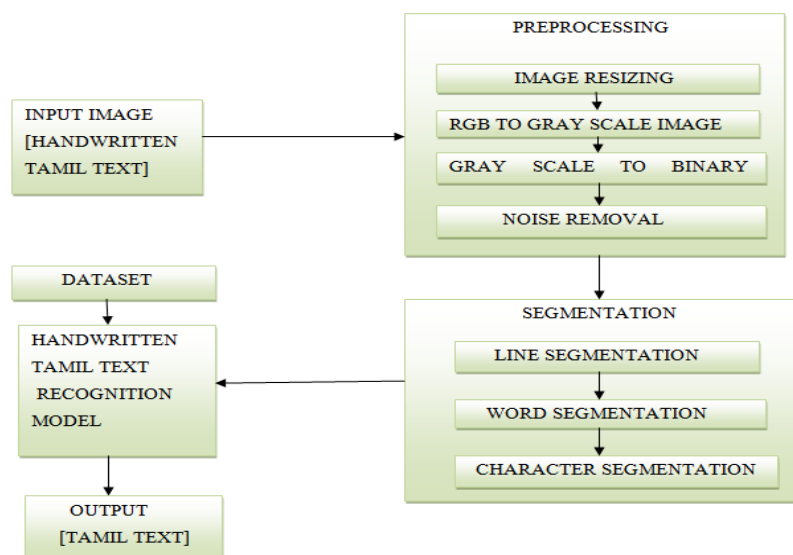 PREPROCESSING
IMAGE RESIZING
RGB TO GRAY SCALE IMAGE
GRAY SCALE TO BINARY
NOISE REMOVAL
INPUT IMAGE
[HANDWRITTEN
TAMIL TEXT]
SEGMENTATION
LINE SEGMENTATION
WORD SEGMENTATION
CHARACTER SEGMENTATION
DATASET
HANDWRITTEN
TAMIL TEXT
RECOGNITION
MODEL
OUTPUT
[TAMIL TEXT]